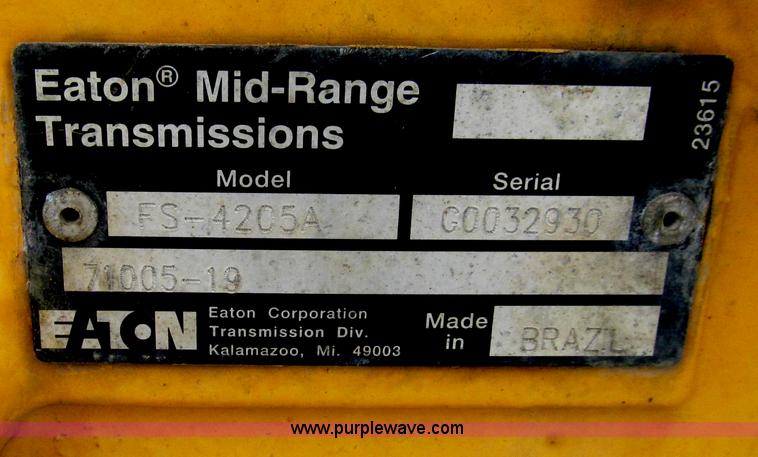 Eaton® Mid-Range
Transmissions
23615
Model
Serial
FS-4205A
G0032930
71005-19
EATON
Eaton Corporation
Transmission Div.
Kalamazoo, Mi. 49003
Made
in
BRAZIL
www.purplewave.com